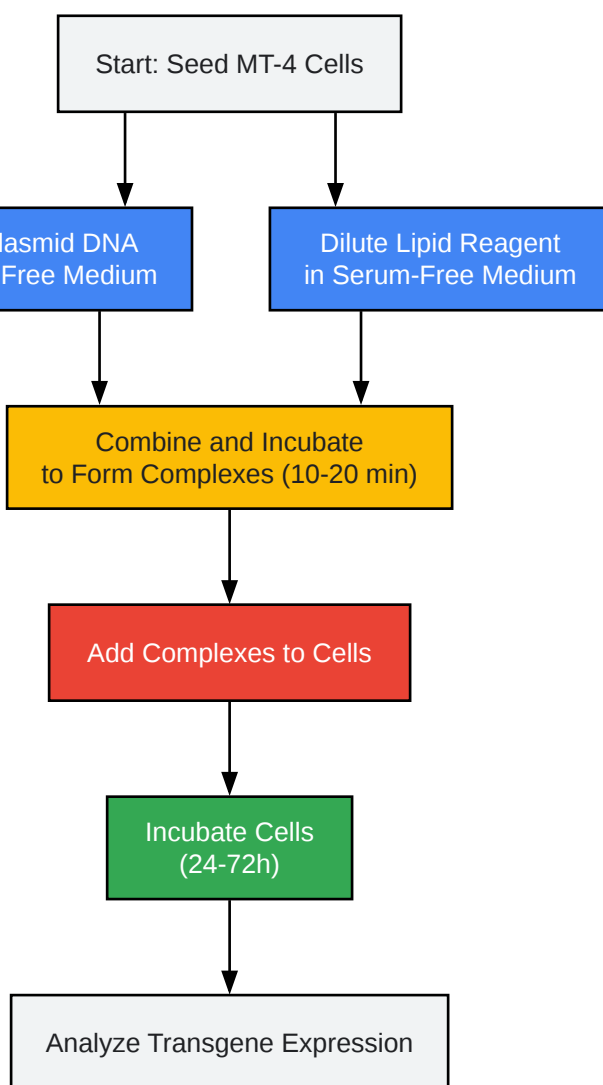 Start: Seed MT-4 Cells
lasmid DNA
Free Medium
Dilute Lipid Reagent
in Serum-Free Medium
Combine and Incubate
to Form Complexes (10-20 min)
Add Complexes to Cells
Incubate Cells
(24-72h)
Analyze Transgene Expression